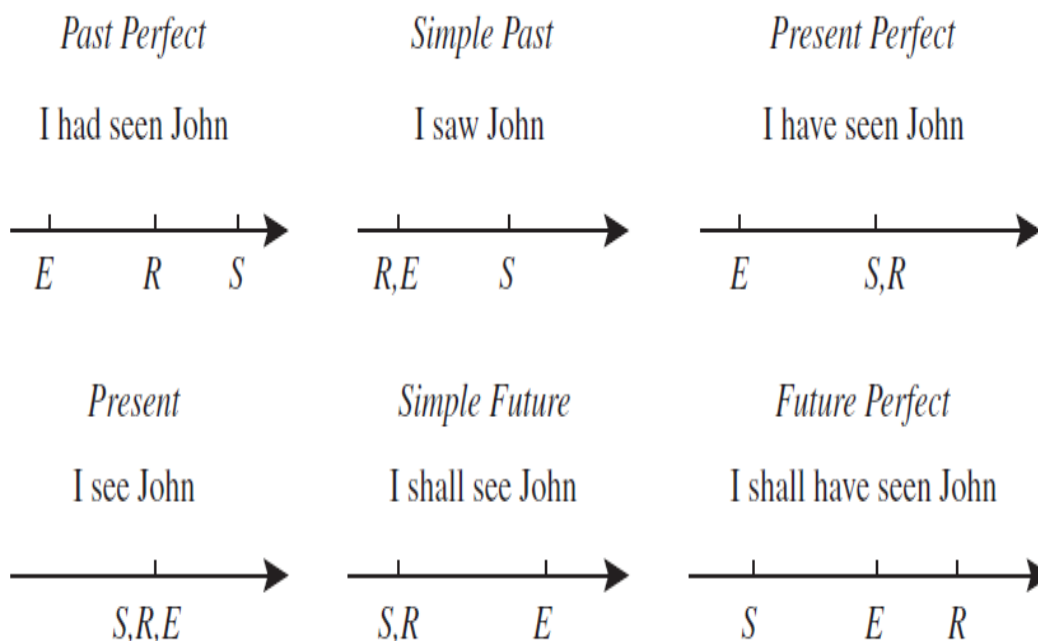 Past Perfect Simple Past Present Perfect
I had seen John I saw John I have seen John
E R S R,E S E S,R
Present Simple Future Future Perfect
I see John I shall see John I shall have seen John
S,R,E S,R E S E R